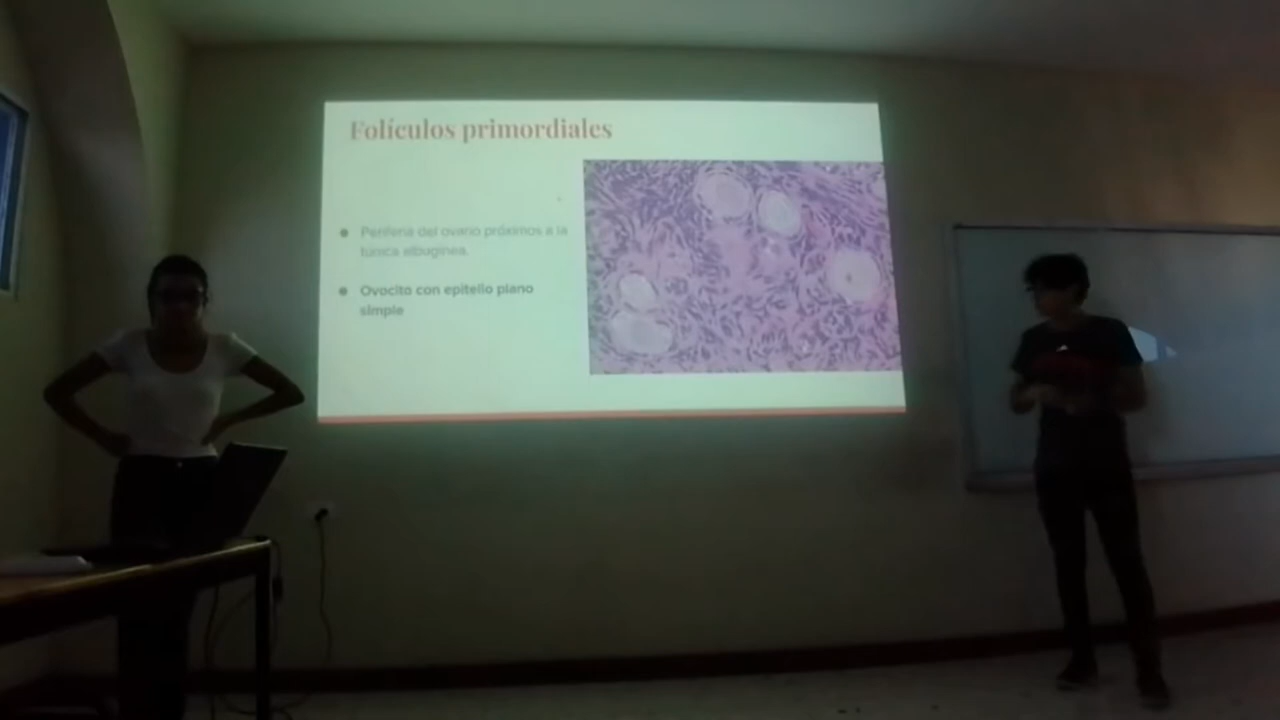 Folículos primordiales
Periferia del ovario próximos a la
túnica albugínea.
Ovocito con epitelio plano
simple